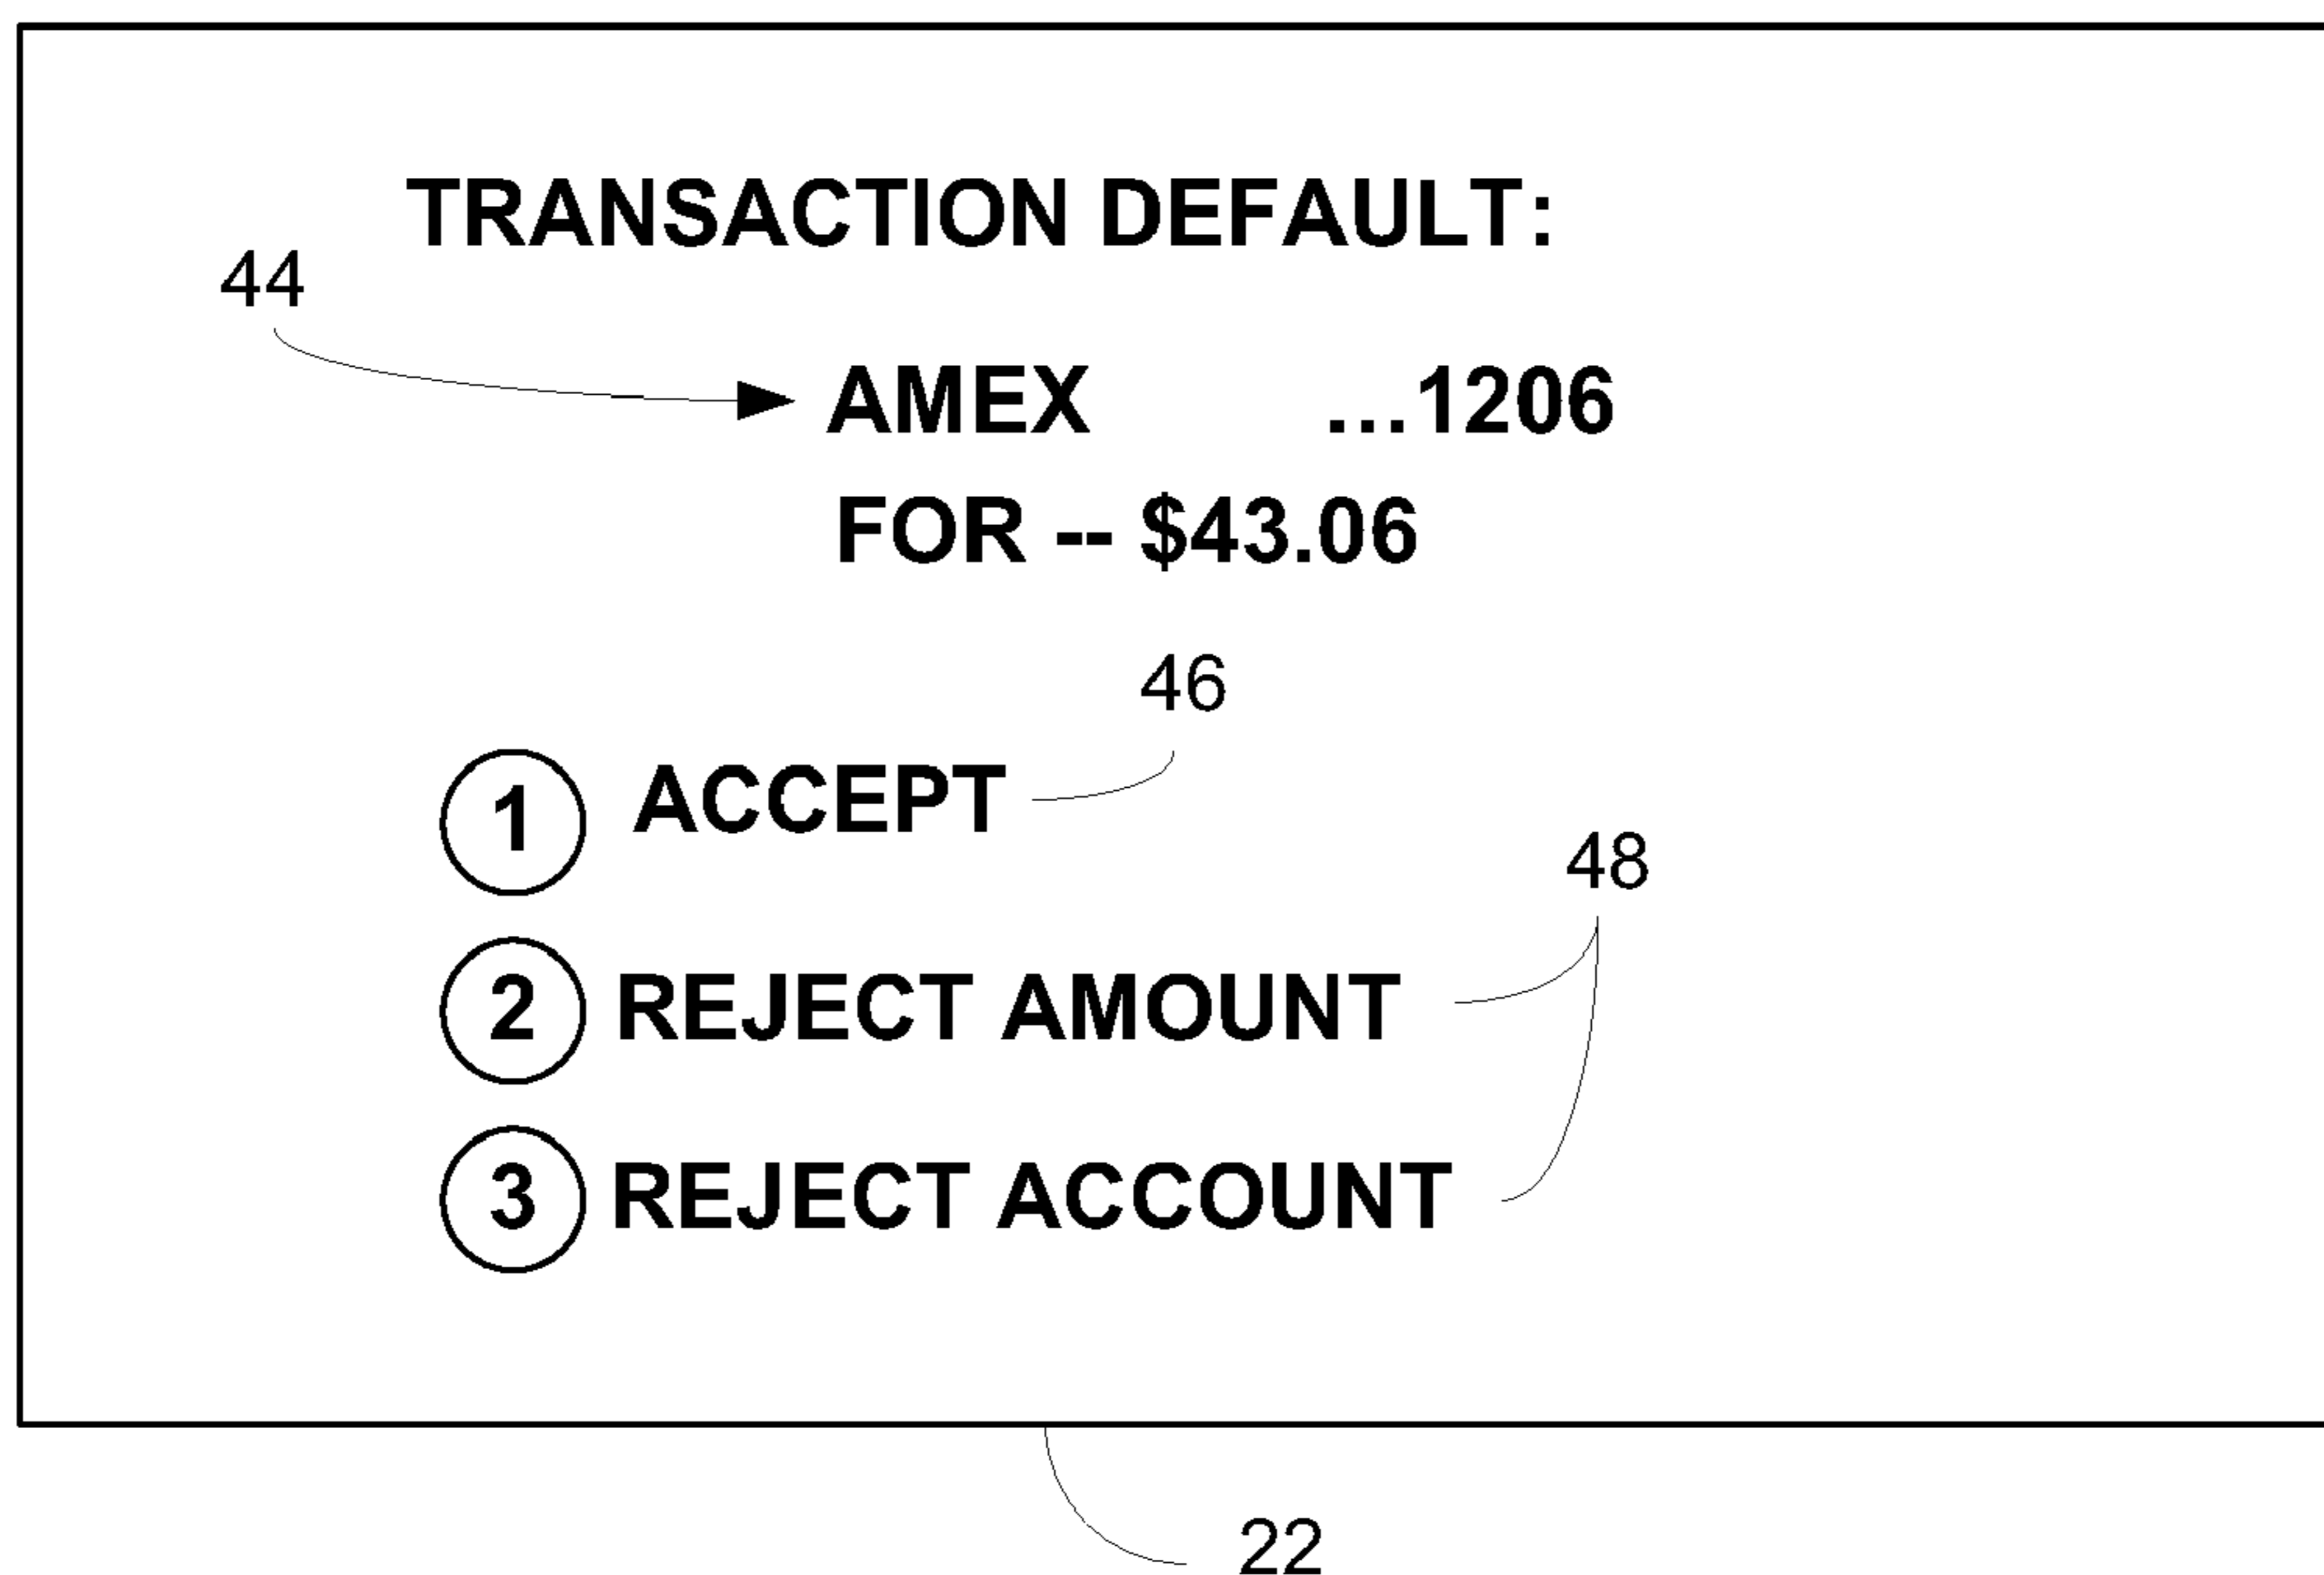 TRANSACTION DEFAULT:
44
AMEX ...1206
FOR -- $43.06
46
1 ACCEPT
48
2 REJECT AMOUNT
3 REJECT ACCOUNT
22